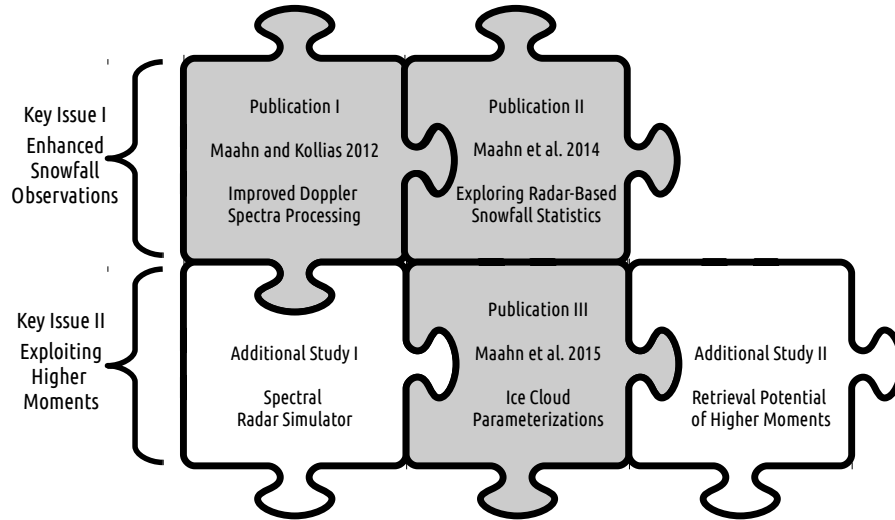 Key Issue I
Enhanced
Snowfall
Observations
Publication I
Maahn and Kollias 2012
Improved Doppler
Spectra Processing
Publication II
Maahn et al. 2014
Exploring Radar-Based
Snowfall Statistics
Key Issue II
Exploiting
Higher
Moments
Additional Study I
Spectral
Radar Simulator
Publication III
Maahn et al. 2015
Ice Cloud
Parameterizations
Additional Study II
Retrieval Potential
of Higher Moments